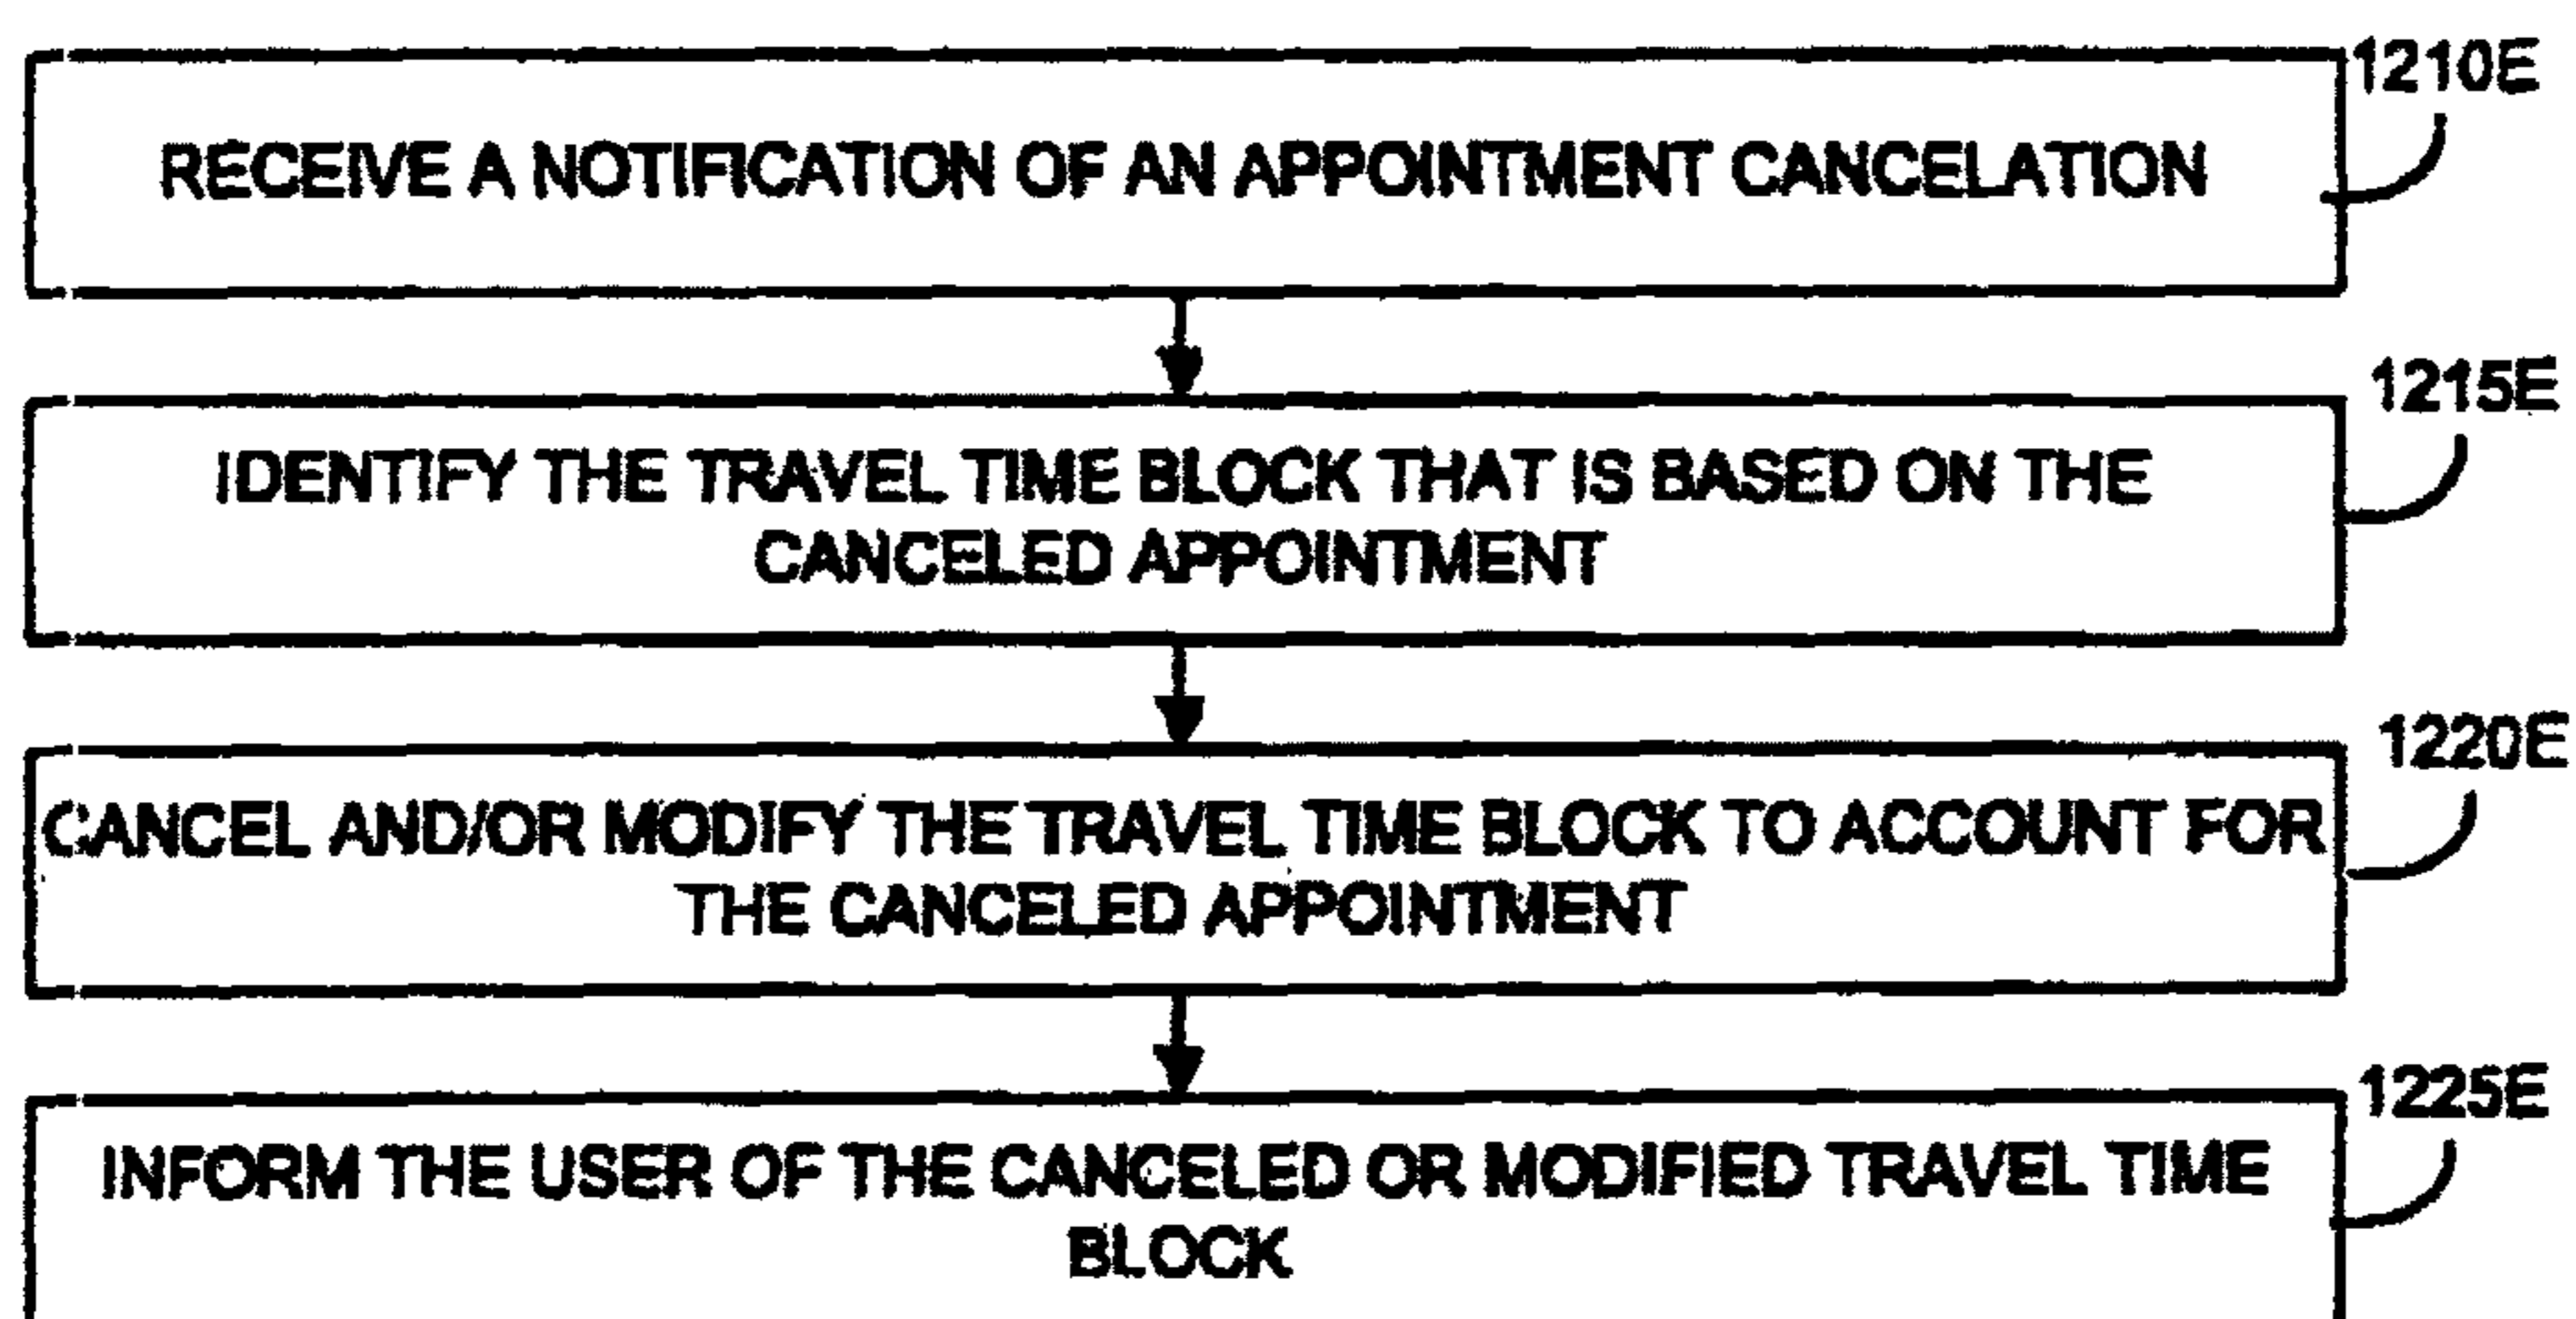 1210E
RECEIVE A NOTIFICATION OF AN APPOINTMENT CANCELATION
1215E
IDENTIFY THE TRAVEL TIME BLOCK THAT IS BASED ON THE
CANCELED APPOINTMENT
1220E
CANCEL AND/OR MODIFY THE TRAVEL TIME BLOCK TO ACCOUNT FOR
THE CANCELED APPOINTMENT
1225E
INFORM THE USER OF THE CANCELED OR MODIFIED TRAVEL TIME
BLOCK